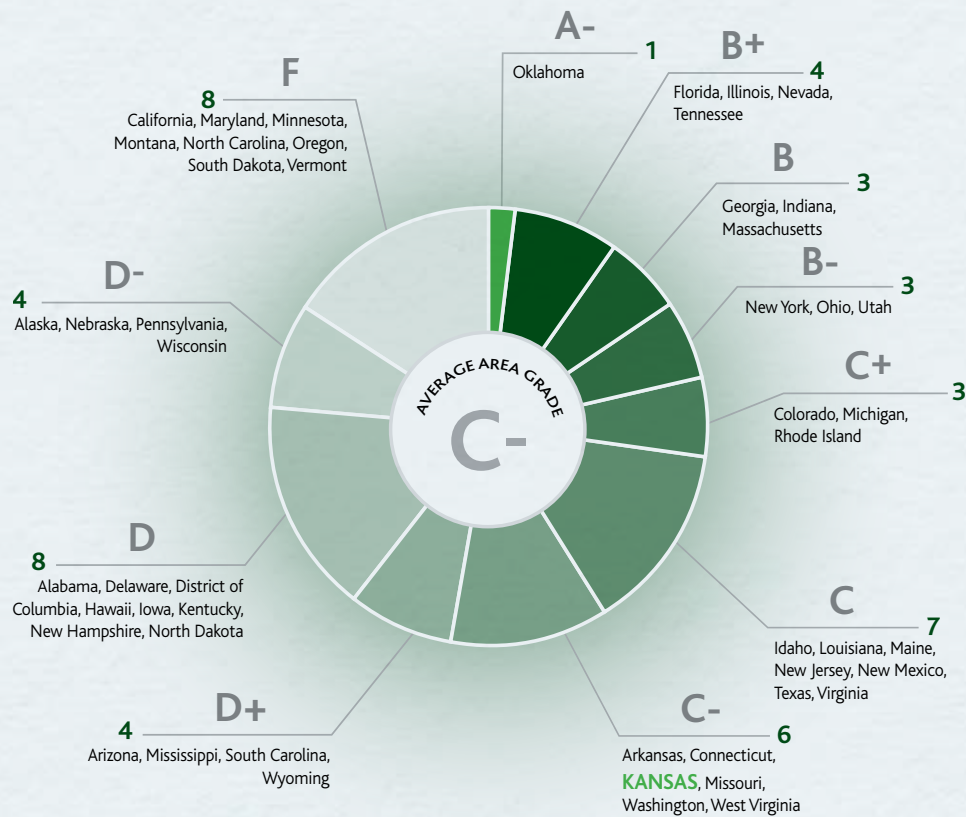 A-
1
Oklahoma
B+
4
Florida, Illinois, Nevada,
Tennessee
B
3
Georgia, Indiana,
Massachusetts
B-
3
New York, Ohio, Utah
C+
3
Colorado, Michigan,
Rhode Island
C
7
Idaho, Louisiana, Maine,
New Jersey, New Mexico,
Texas, Virginia
C-
6
Arkansas, Connecticut,
KANSAS, Missouri,
Washington, West Virginia
D+
4
Arizona, Mississippi, South Carolina,
Wyoming
D
8
Alabama, Delaware, District of
Columbia, Hawaii, Iowa, Kentucky,
New Hampshire, North Dakota
D-
4
Alaska, Nebraska, Pennsylvania,
Wisconsin
F
8
California, Maryland, Minnesota,
Montana, North Carolina, Oregon,
South Dakota, Vermont
AVERAGE AREA GRADE
C-